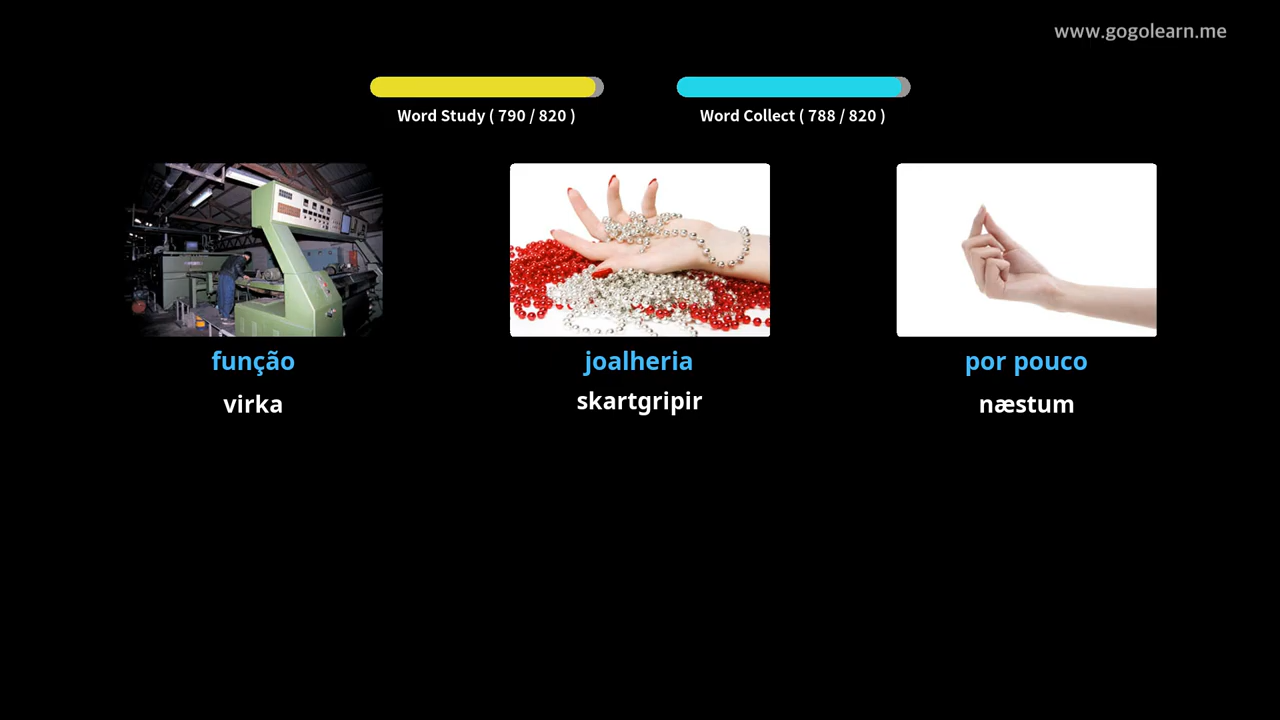 www.gogolearn.me
Word Study ( 790 / 820 )
Word Collect ( 788 / 820 )
função
joalheria
por pouco
virka
skartgripir
næstum